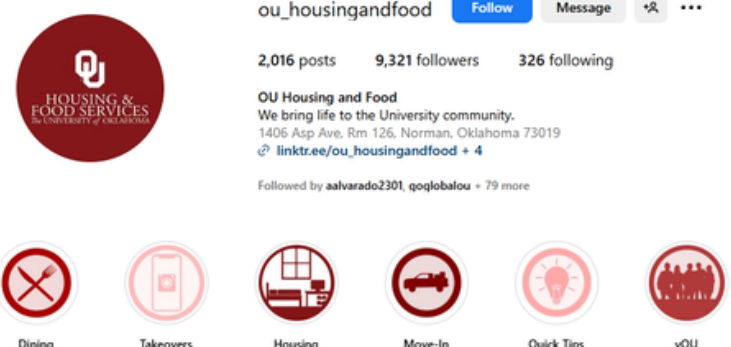 ou_housingandfood Follow Message
2,016 posts 9,321 followers 326 following
OU
HOUSING &
FOOD SERVICES
The UNIVERSITY of OKLAHOMA
OU Housing and Food
We bring life to the University community.
1406 Asp Ave, Rm 126, Norman, Oklahoma 73019
linktr.ee/ou_housingandfood + 4
Followed by aalvarado2301, goglobalou + 79 more
Dining Takeovers Housing Move-In Quick Tips yOU